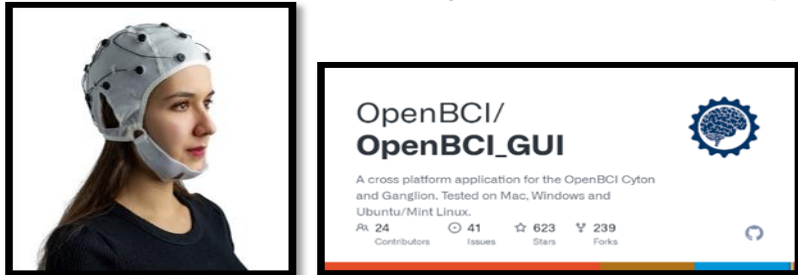 OpenBCI/
OpenBCI_GUI
A cross platform application for the OpenBCI Cyton
and Ganglion. Tested on Mac, Windows and
Ubuntu/Mint Linux.
24 41 623 239
Contributors Issues Stars Forks